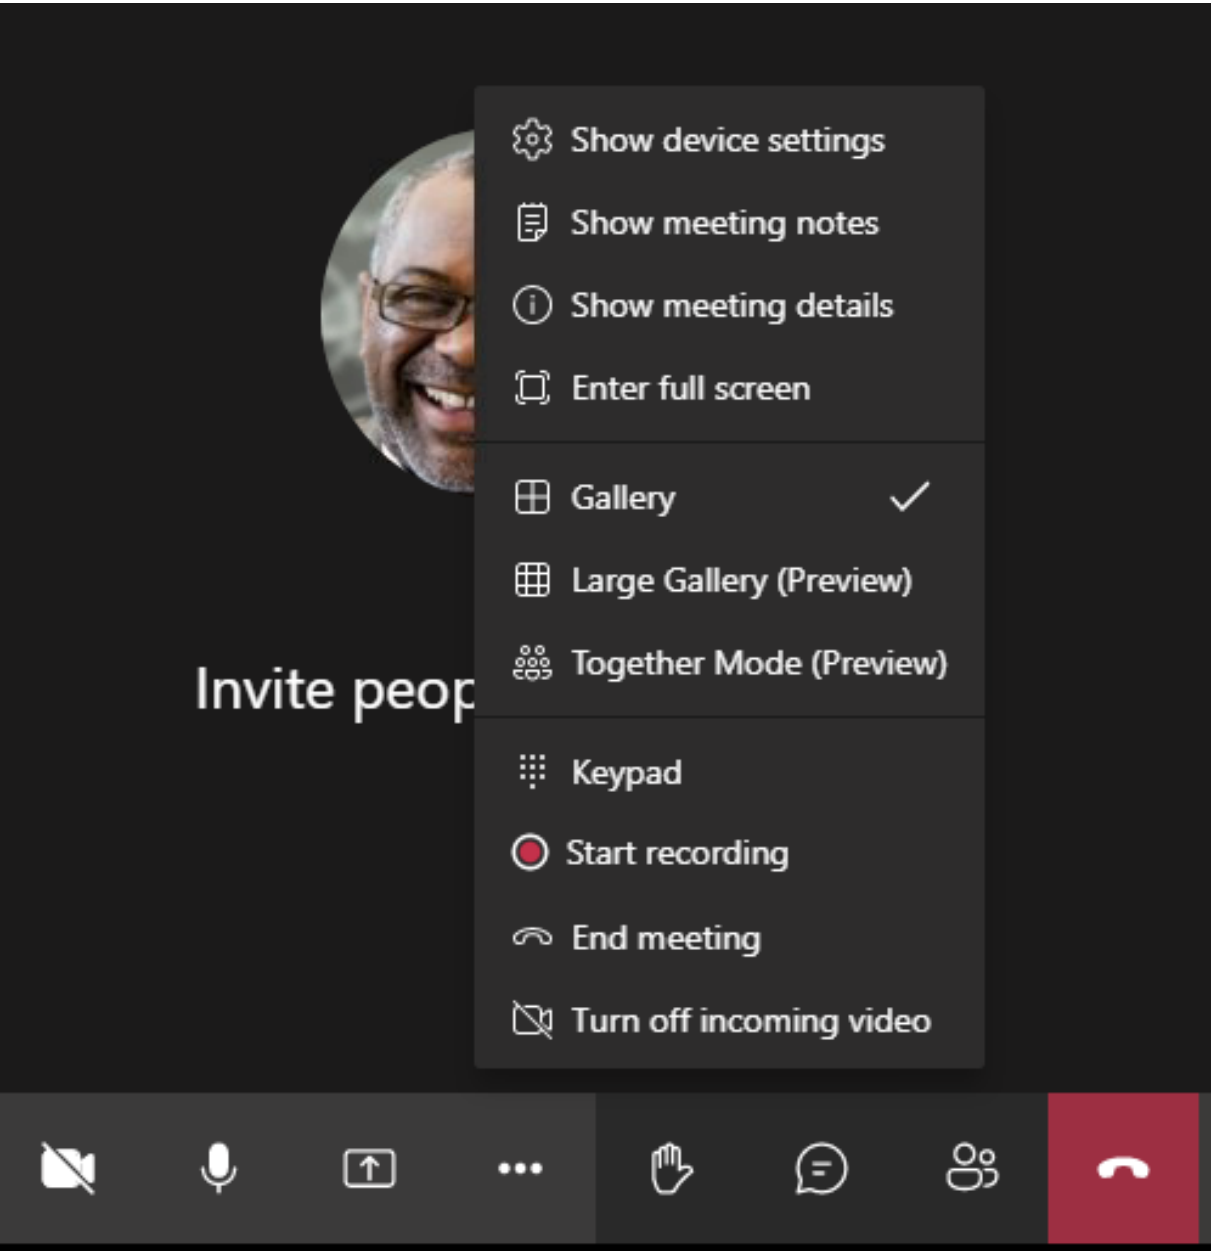 Show device settings
Show meeting notes
Show meeting details
Enter full screen
Gallery
Large Gallery (Preview)
Together Mode (Preview)
Invite peop
Keypad
Start recording
End meeting
Turn off incoming video